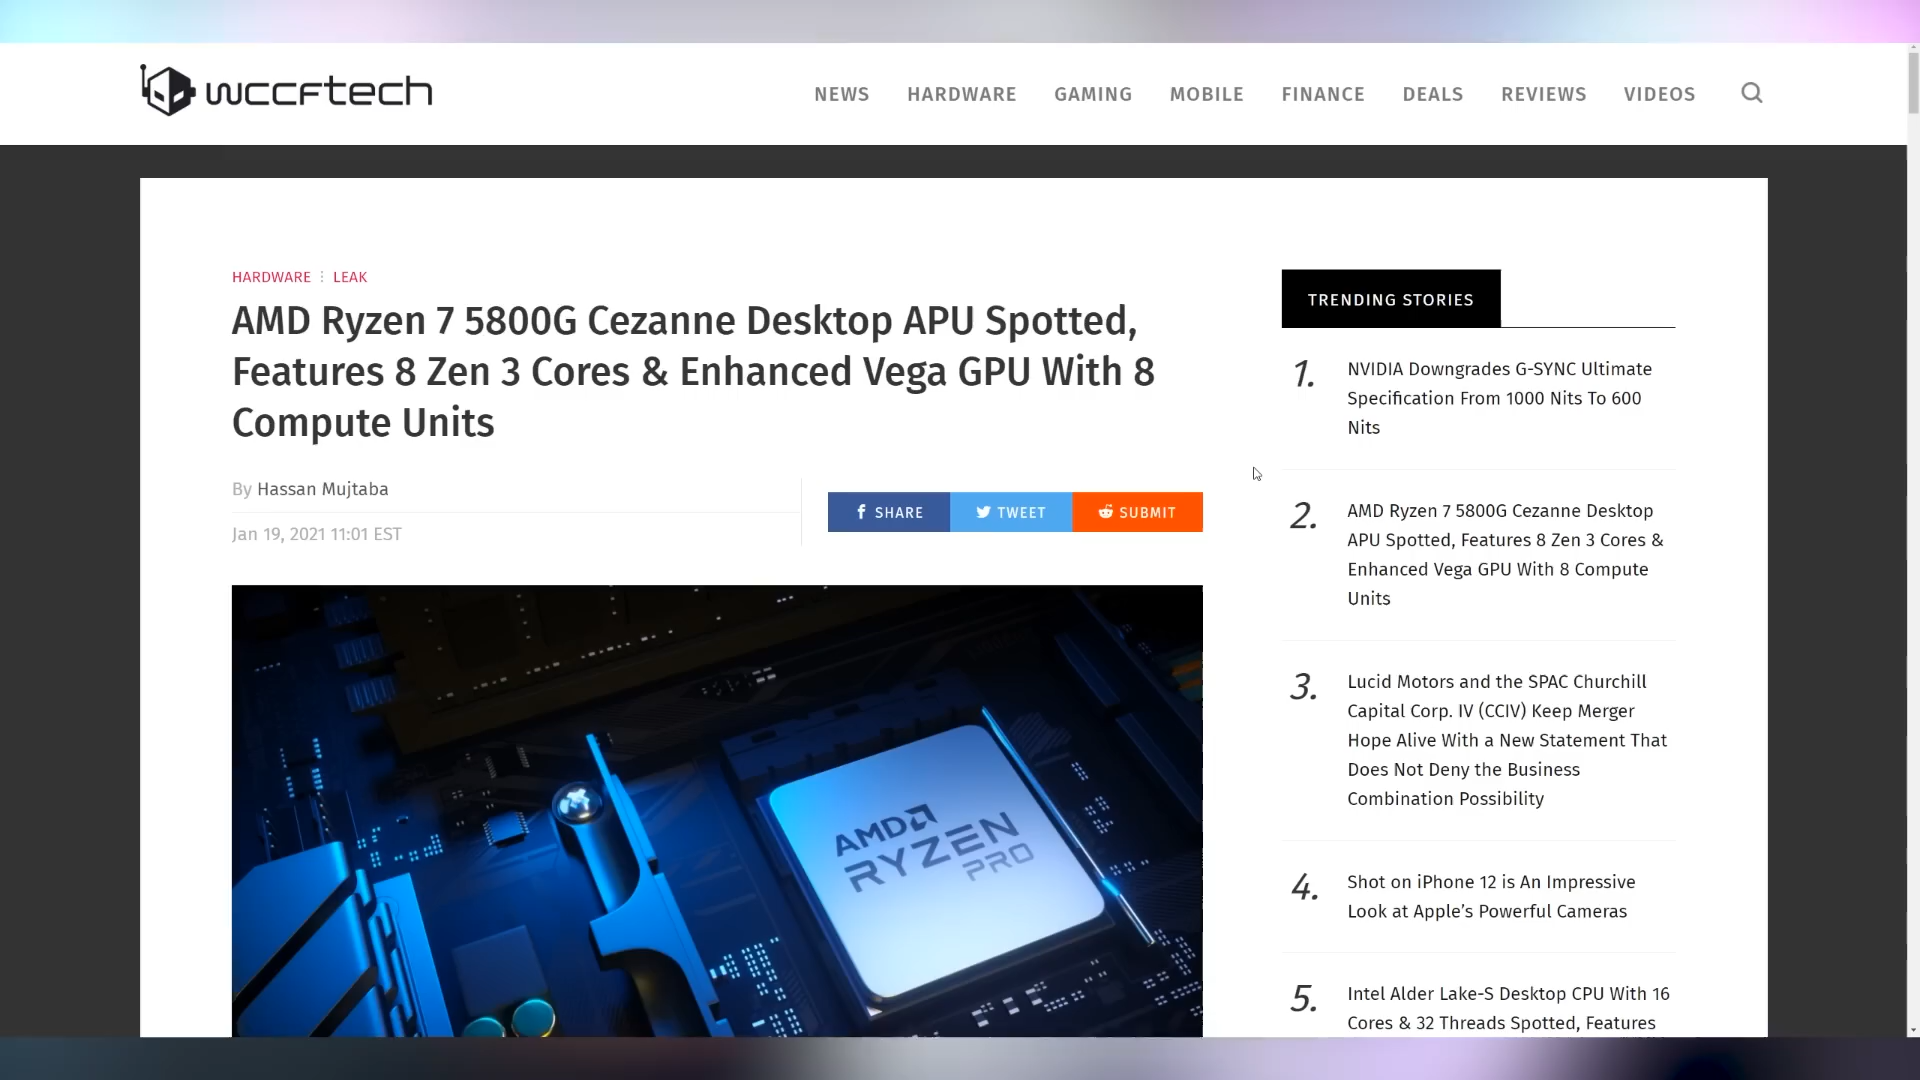 wccftech
NEWS HARDWARE GAMING MOBILE FINANCE DEALS REVIEWS VIDEOS
HARDWARE LEAK
AMD Ryzen 7 5800G Cezanne Desktop APU Spotted,
Features 8 Zen 3 Cores & Enhanced Vega GPU With 8
Compute Units
By Hassan Mujtaba
Jan 19, 2021 11:01 EST
SHARE TWEET SUBMIT
AMD
RYZEN
PRO
TRENDING STORIES
1. NVIDIA Downgrades G-SYNC Ultimate
Specification From 1000 Nits To 600
Nits
2. AMD Ryzen 7 5800G Cezanne Desktop
APU Spotted, Features 8 Zen 3 Cores &
Enhanced Vega GPU With 8 Compute
Units
3. Lucid Motors and the SPAC Churchill
Capital Corp. IV (CCIV) Keep Merger
Hope Alive With a New Statement That
Does Not Deny the Business
Combination Possibility
4. Shot on iPhone 12 is An Impressive
Look at Apple’s Powerful Cameras
5. Intel Alder Lake-S Desktop CPU With 16
Cores & 32 Threads Spotted, Features